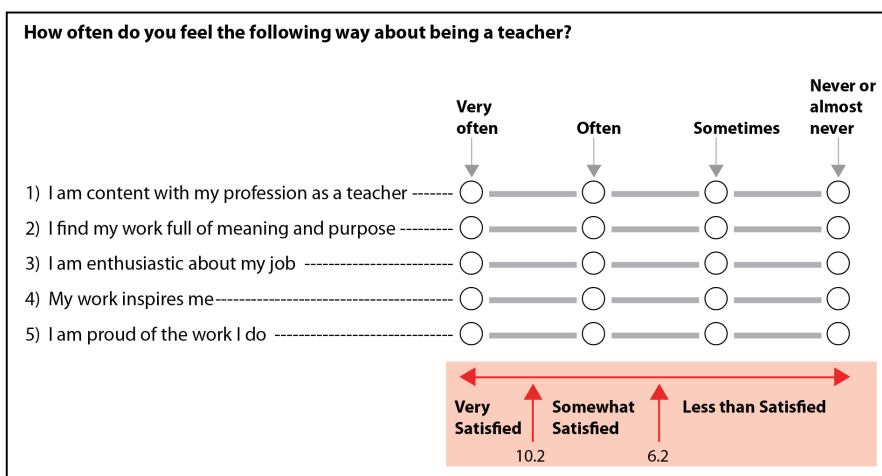 How often do you feel the following way about being a teacher?
Very often
Often
Sometimes
Never or almost never
1) I am content with my profession as a teacher
2) I find my work full of meaning and purpose
3) I am enthusiastic about my job
4) My work inspires me
5) I am proud of the work I do
Very Satisfied
Somewhat Satisfied
Less than Satisfied
10.2
6.2